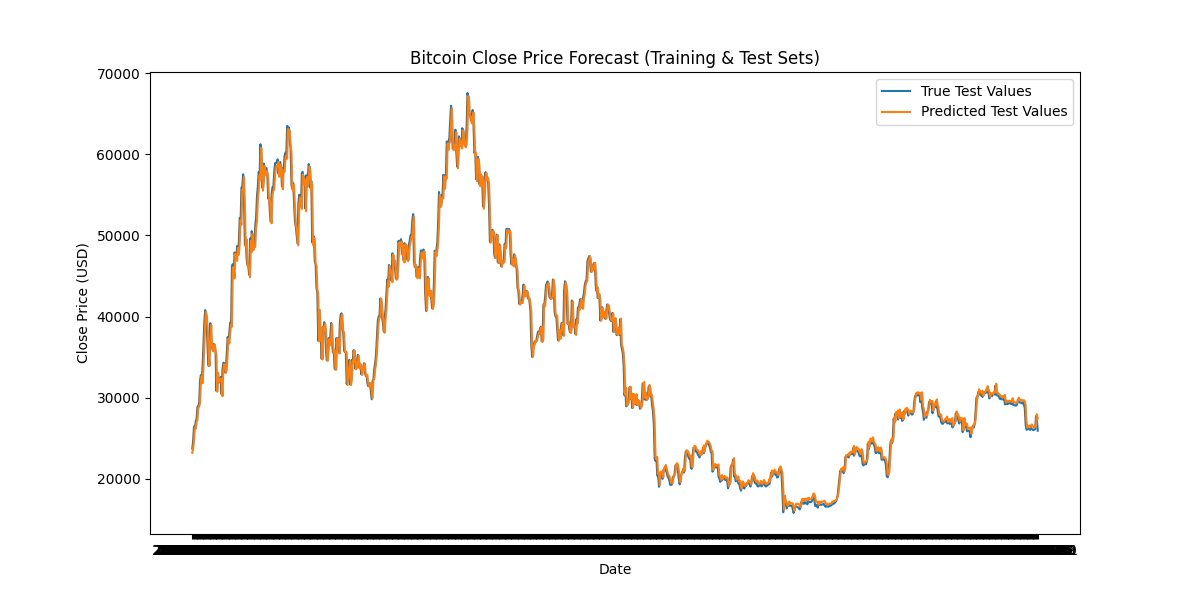 Bitcoin Close Price Forecast (Training & Test Sets)
True Test Values
Predicted Test Values
70000
60000
50000
40000
30000
20000
Close Price (USD)
Date